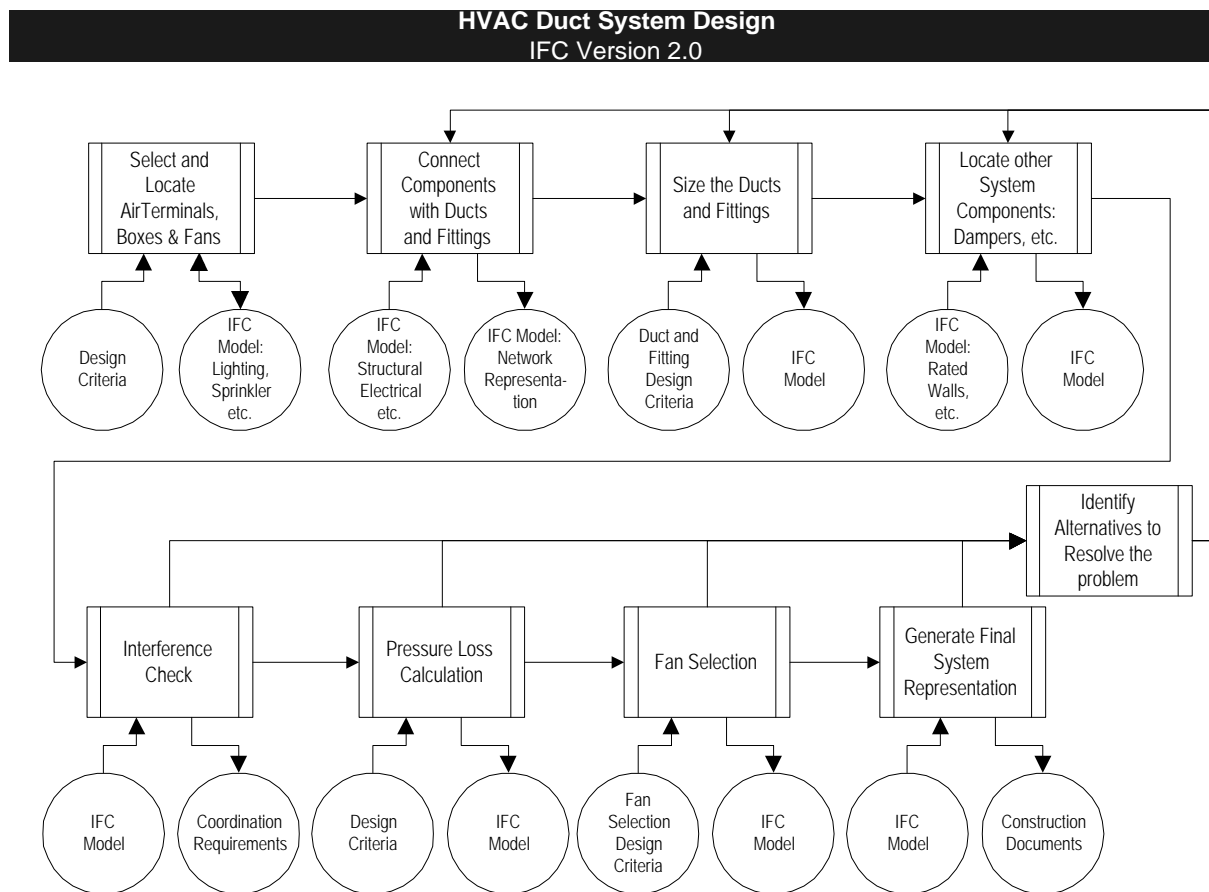 HVAC Duct System Design
IFC Version 2.0
Select and
Locate
AirTerminals,
Boxes & Fans
Connect
Components
with Ducts
and Fittings
Size the Ducts
and Fittings
Locate other
System
Components:
Dampers, etc.
Design
Criteria
IFC
Model:
Lighting,
Sprinkler
etc.
IFC
Model:
Structural
Electrical
etc.
IFC Model:
Network
Representa-
tion
Duct and
Fitting
Design
Criteria
IFC
Model
IFC
Model:
Rated
Walls,
etc.
IFC
Model
Identify
Alternatives to
Resolve the
problem
Interference
Check
Pressure Loss
Calculation
Fan Selection
Generate Final
System
Representation
IFC
Model
Coordination
Requirements
Design
Criteria
IFC
Model
Fan
Selection
Design
Criteria
IFC
Model
IFC
Model
Construction
Documents